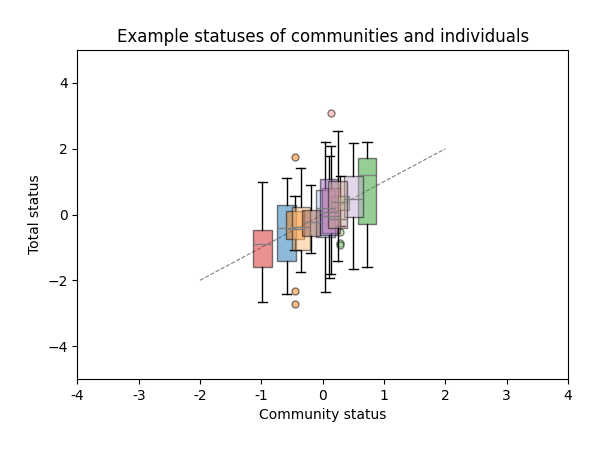 Example statuses of communities and individuals
Total status
4
2
0
−2
−4
-4 -3 -2 -1 0 1 2 3 4
Community status